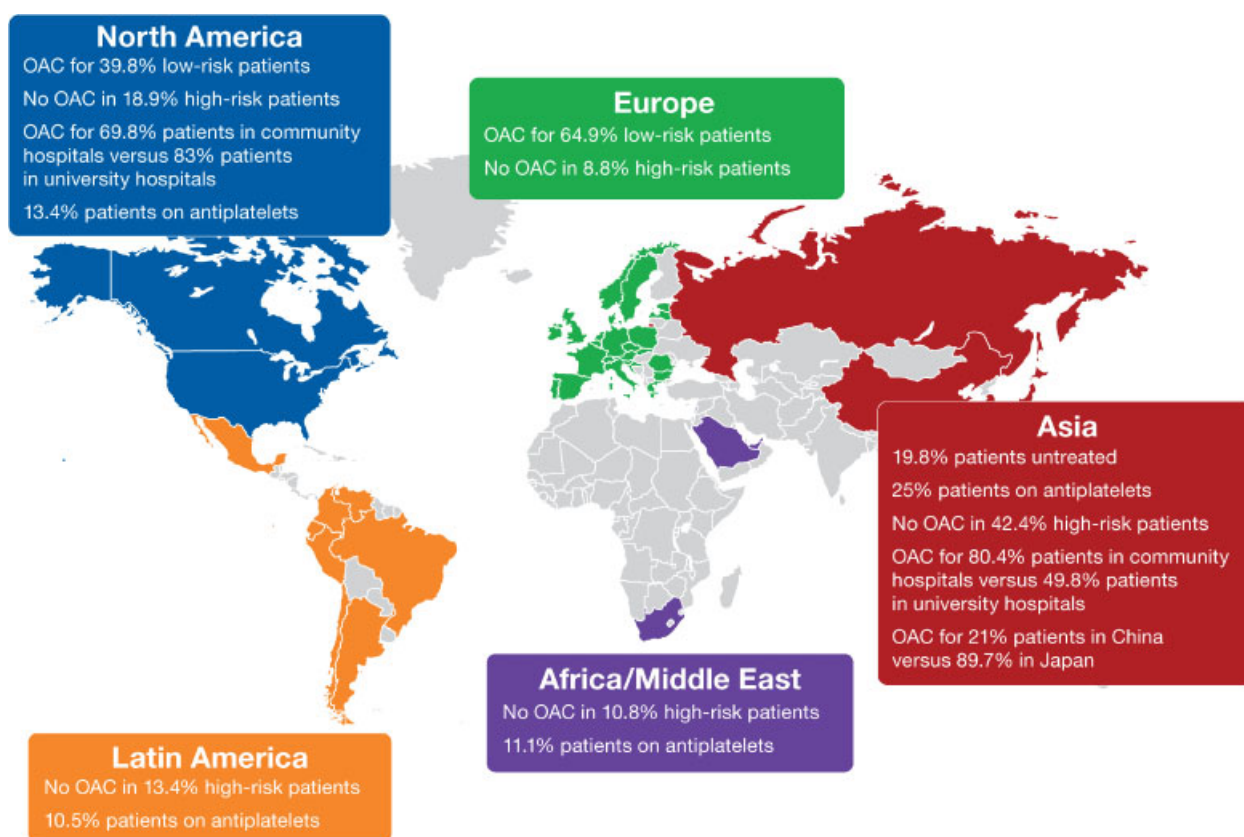 North America
OAC for 39.8% low-risk patients
No OAC in 18.9% high-risk patients
OAC for 69.8% patients in community
hospitals versus 83% patients
in university hospitals
13.4% patients on antiplatelets
Europe
OAC for 64.9% low-risk patients
No OAC in 8.8% high-risk patients
Asia
19.8% patients untreated
25% patients on antiplatelets
No OAC in 42.4% high-risk patients
OAC for 80.4% patients in community
hospitals versus 49.8% patients
in university hospitals
OAC for 21% patients in China
versus 89.7% in Japan
Africa/Middle East
No OAC in 10.8% high-risk patients
11.1% patients on antiplatelets
Latin America
No OAC in 13.4% high-risk patients
10.5% patients on antiplatelets